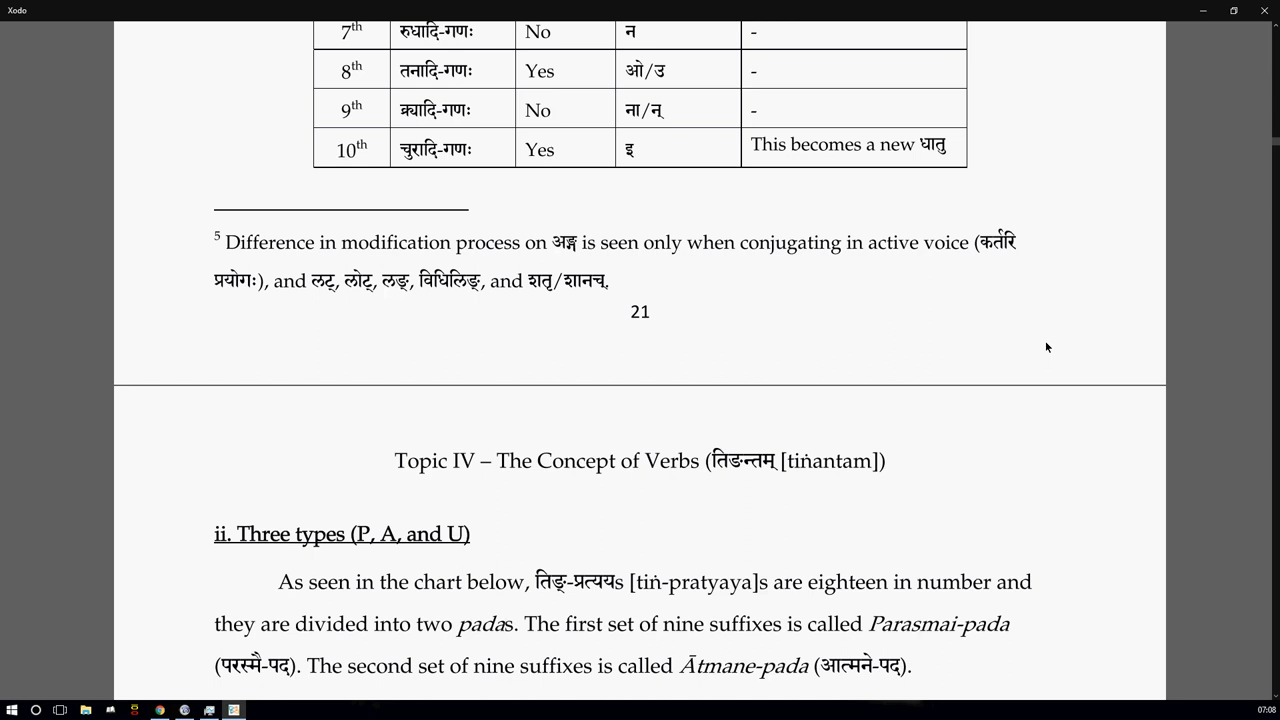 Xodo
7th रुधादि-गणः No न -
8th तनादि-गणः Yes ओ/उ -
9th क्र्यादि-गणः No ना/न् -
10th चुरादि-गणः Yes इ This becomes a new धातु
5 Difference in modification process on अङ्ग is seen only when conjugating in active voice (कर्तरि
प्रयोगः), and लट्, लोट्, लङ्, विधिलिङ्, and शतृ/शानच्.
21
Topic IV – The Concept of Verbs (तिङन्तम् [tiṅantam])
ii. Three types (P, A, and U)
As seen in the chart below, तिङ्-प्रत्ययs [tiṅ-pratyaya]s are eighteen in number and
they are divided into two padas. The first set of nine suffixes is called Parasmai-pada
(परस्मै-पद). The second set of nine suffixes is called Ātmane-pada (आत्मने-पद).
07:08